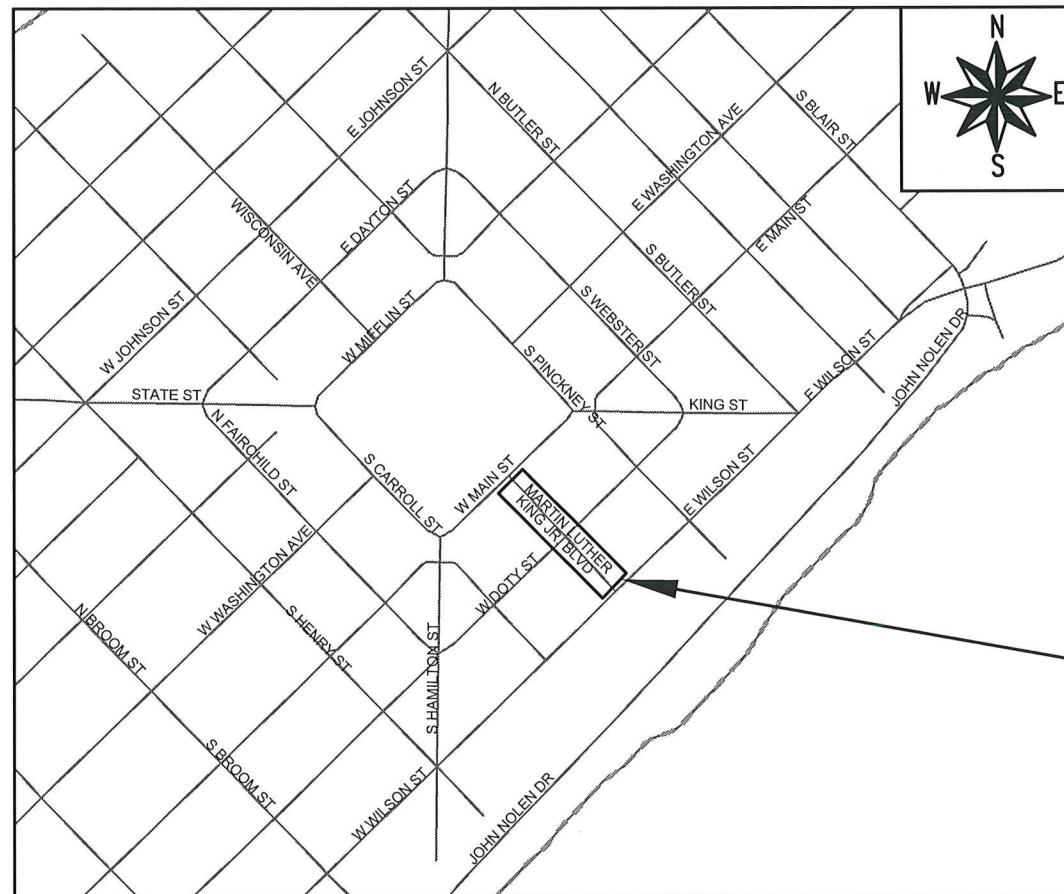 N
W
E
S
E JOHNSON ST
N BUTLER ST
S BLAIR ST
E WASHINGTON AVE
E DAYTON ST
WISCONSIN AVE
E MAIN ST
S BUTLER ST
W MIFFLIN ST
S WEBSTER ST
W JOHNSON ST
S PINCKNEY ST
E WILSON ST
JOHN NOLEN DR
STATE ST
KING ST
N FAIRCHILD ST
S CARROLL ST
W MAIN ST
E WILSON ST
MARTIN LUTHER
KING JR BLVD
W WASHINGTON AVE
W DOTY ST
N BROOM ST
S HENRY ST
S HAMILTON ST
S BROOM ST
W WILSON ST
JOHN NOLEN DR